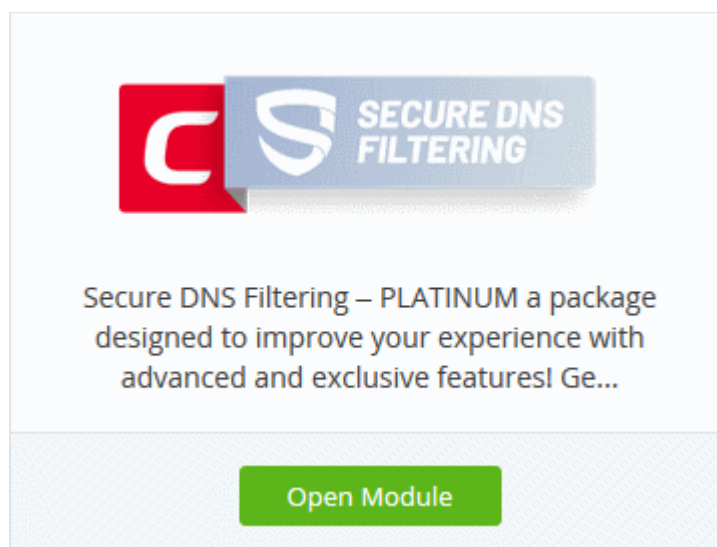 SECURE DNS
FILTERING
Secure DNS Filtering – PLATINUM a package
designed to improve your experience with
advanced and exclusive features! Ge...
Open Module